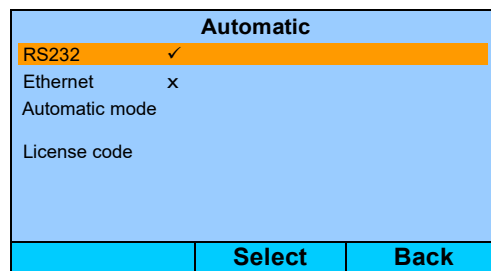 Automatic
RS232 ✓
Ethernet x
Automatic mode
License code
Select Back